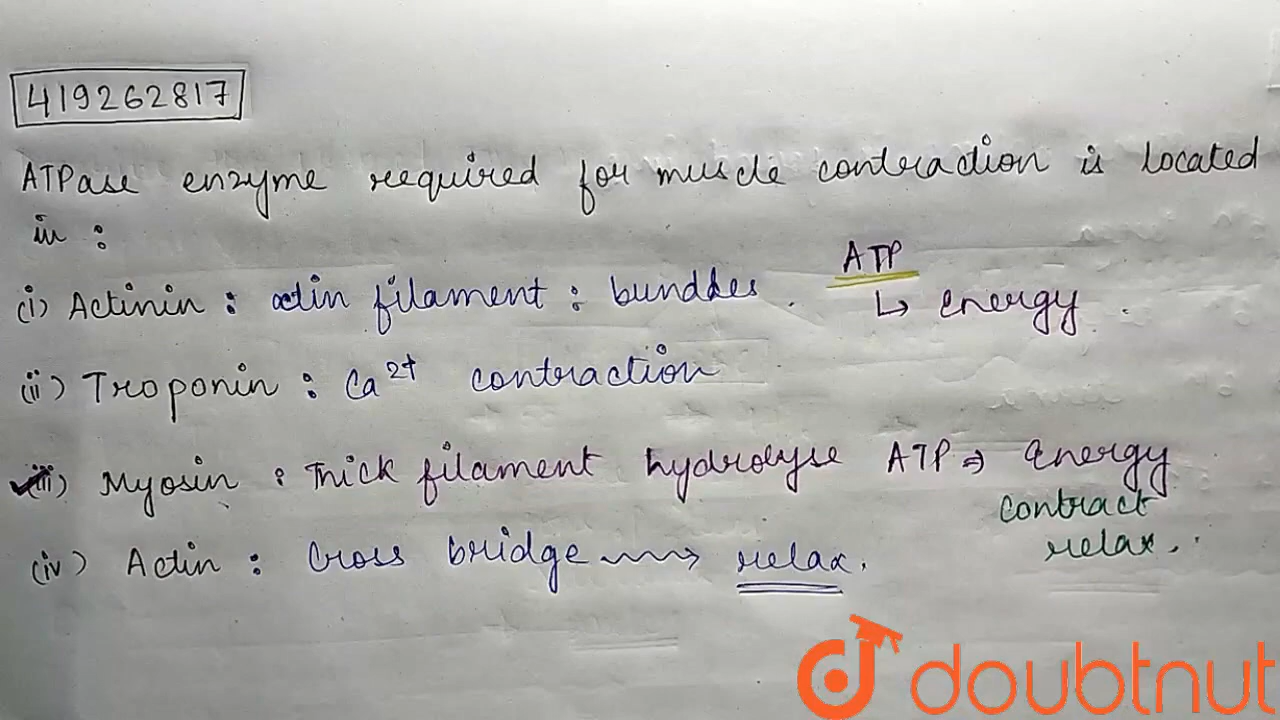 419262817
ATPase enzyme required for muscle contraction is located
in :
(i) Actinin : actin filament : bundles . ATP
↳ energy .
(ii) Troponin : Ca2+ contraction
✓(iii) Myosin : Thick filament hydrolyse ATP ⇒ Energy
contract
relax .
(iv) Actin : Cross bridge → relax .
doubtnut